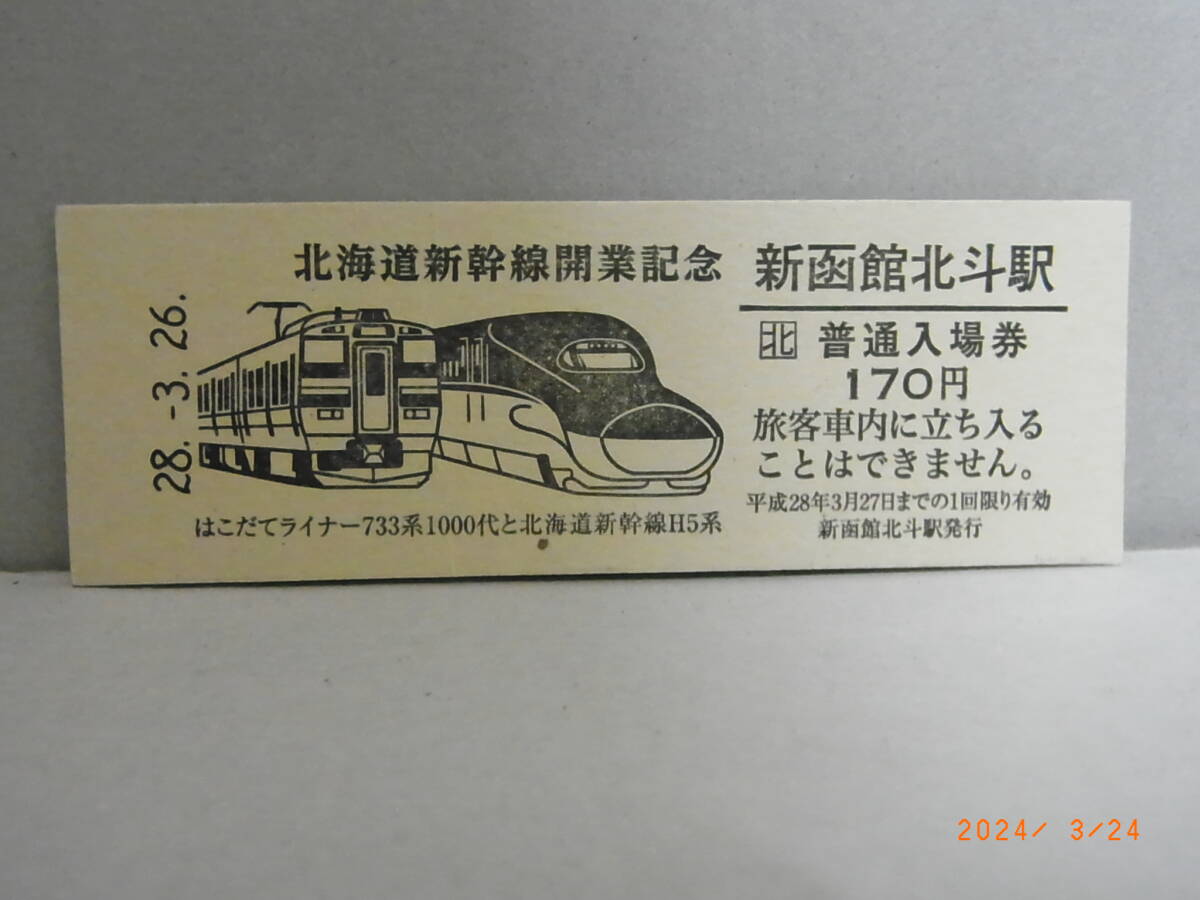 北海道新幹線開業記念
28.-3.26.
はこだてライナー733系1000代と北海道新幹線H5系
新函館北斗駅
北 普通入場券
170円
旅客車内に立ち入る
ことはできません。
平成28年3月27日までの1回限り有効
新函館北斗駅発行
2024/ 3/24